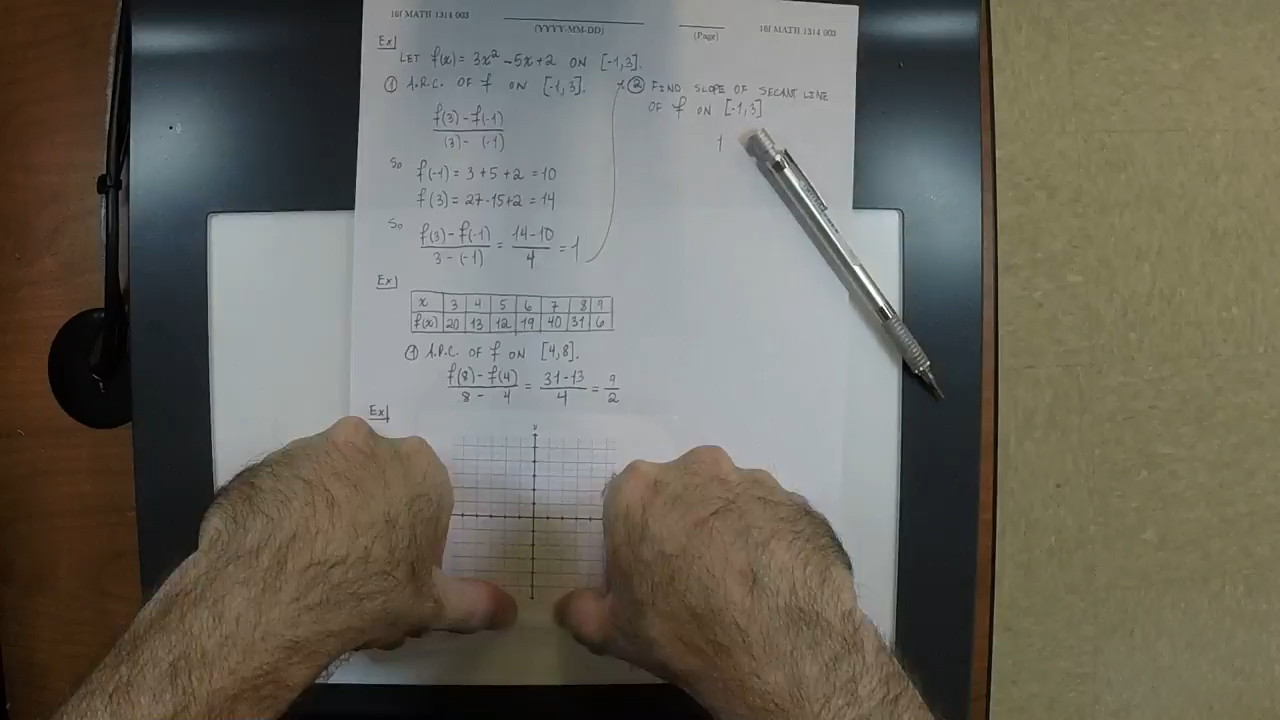 16f MATH 1314 003
(YYYY-MM-DD)
(Page)
16f MATH 1314 003
Ex
LET f(x) = 3x² - 5x + 2 ON [-1, 3].
① A.R.C. OF f ON [-1, 3].
f(3) - f(-1)
(3) - (-1)
So
f(-1) = 3 + 5 + 2 = 10
f(3) = 27 - 15 + 2 = 14
So
f(3) - f(-1) / 3 - (-1) = 14 - 10 / 4 = 1
② FIND SLOPE OF SECANT LINE
OF f ON [-1, 3]
1
Ex
x 3 4 5 6 7 8 9
f(x) 20 13 12 19 40 31 6
① A.R.C. OF f ON [4, 8].
f(8) - f(4) / 8 - 4 = 31 - 13 / 4 = 9 / 2
Ex